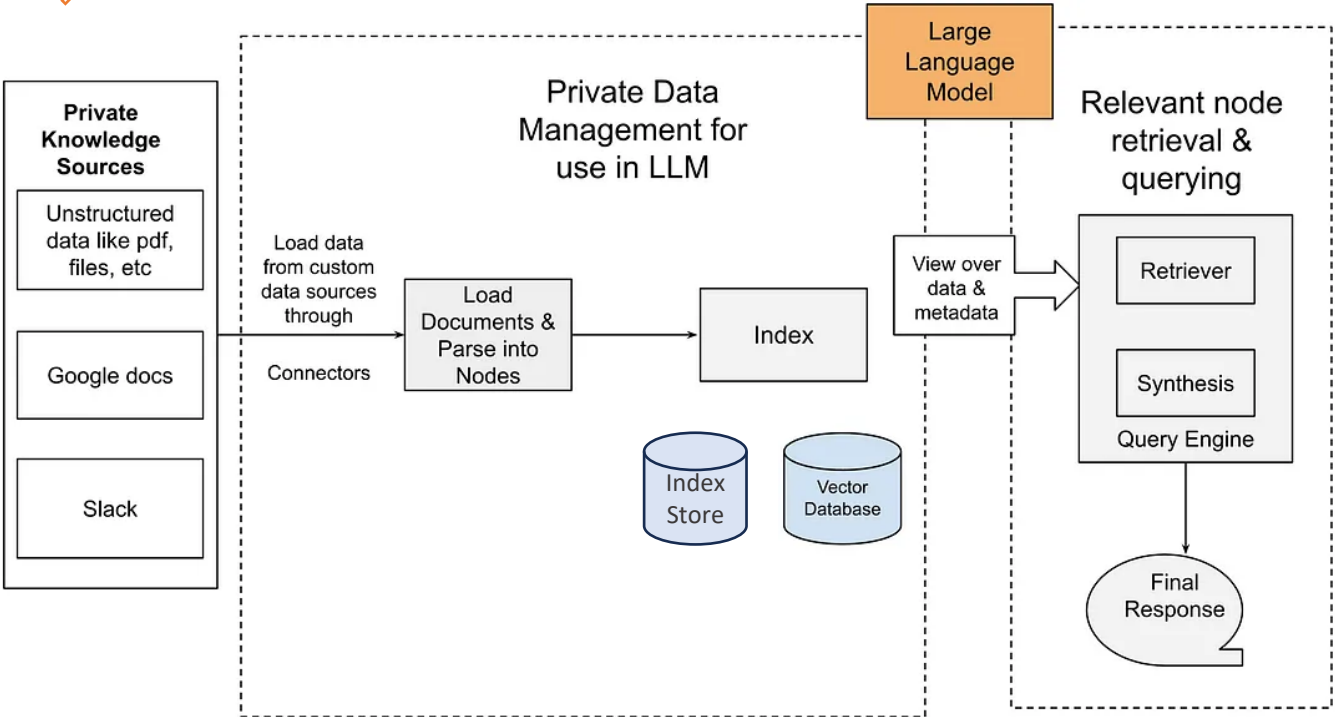 Private
Knowledge
Sources
Unstructured
data like pdf,
files, etc
Google docs
Slack
Private Data
Management for
use in LLM
Load data
from custom
data sources
through
Connectors
Load
Documents &
Parse into
Nodes
Index
Index
Store
Vector
Database
Large
Language
Model
View over
data &
metadata
Relevant node
retrieval &
querying
Retriever
Synthesis
Query Engine
Final
Response